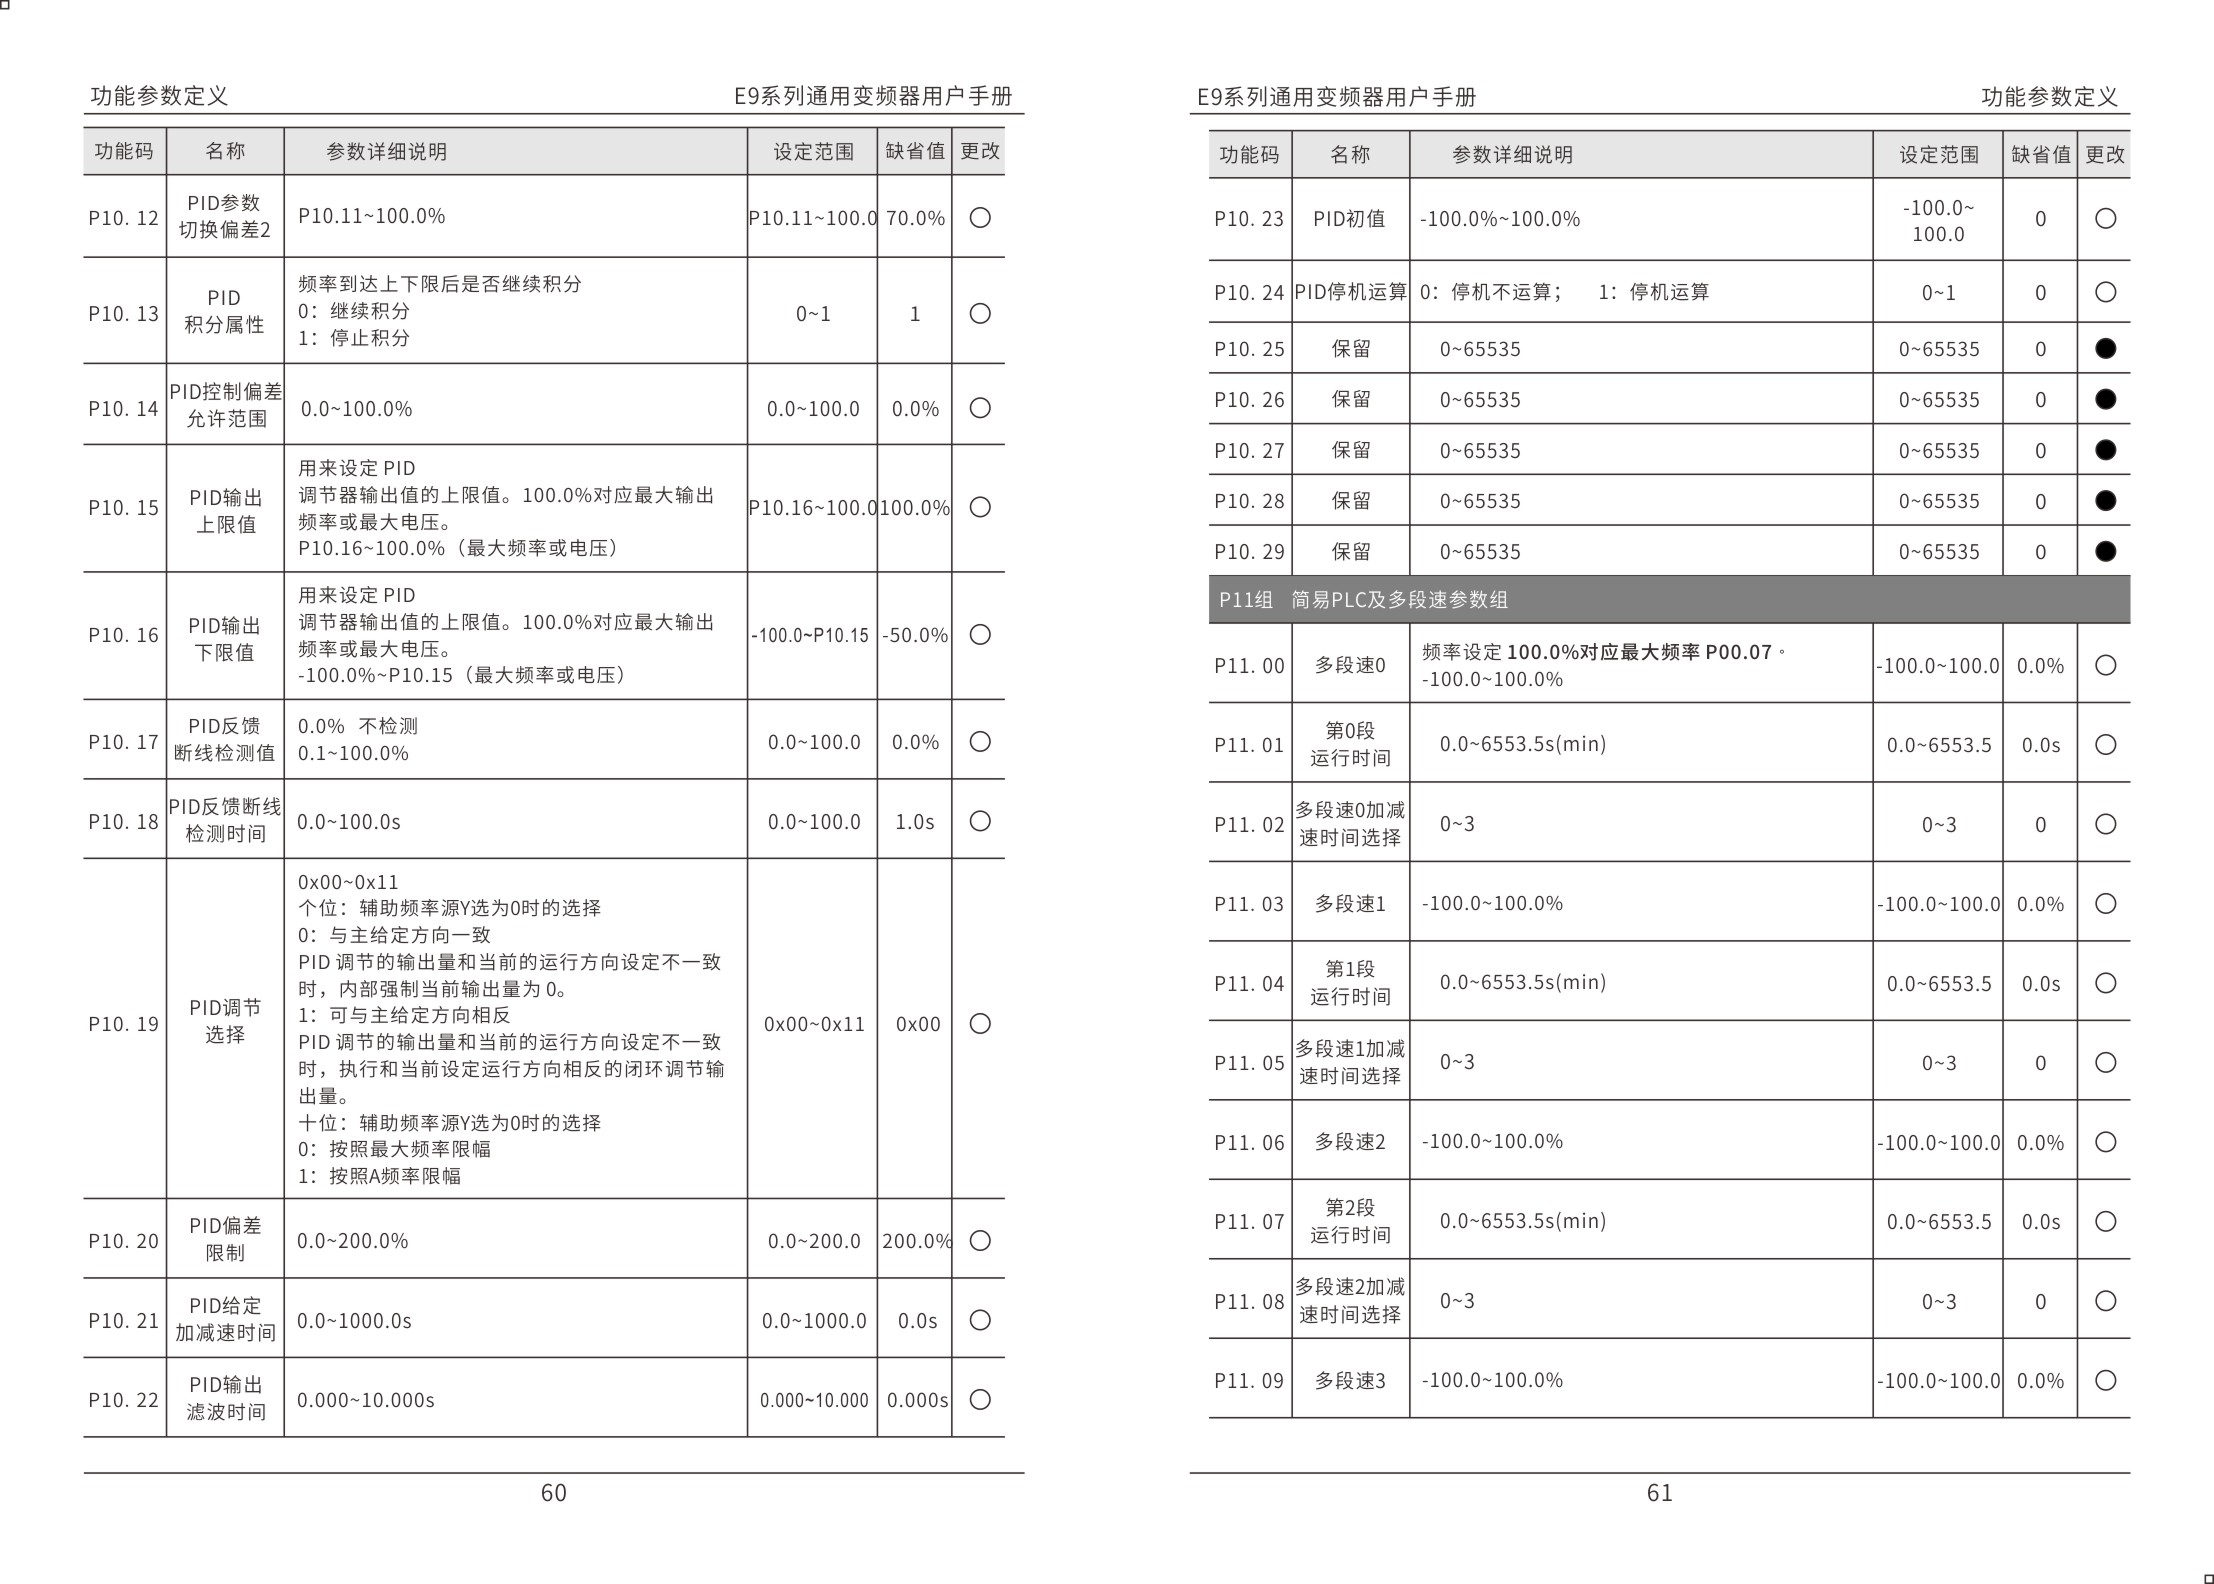 功能参数定义 E9系列通用变频器用户手册
功能码 名称 参数详细说明 设定范围 缺省值 更改
P10. 12 PID参数 切换偏差2 P10.11~100.0% P10.11~100.0 70.0% ○
P10. 13 PID 积分属性 频率到达上下限后是否继续积分
0：继续积分
1：停止积分 0~1 1 ○
P10. 14 PID控制偏差 允许范围 0.0~100.0% 0.0~100.0 0.0% ○
P10. 15 PID输出 上限值 用来设定 PID
调节器输出值的上限值。100.0%对应最大输出
频率或最大电压。
P10.16~100.0%（最大频率或电压） P10.16~100.0 100.0% ○
P10. 16 PID输出 下限值 用来设定 PID
调节器输出值的上限值。100.0%对应最大输出
频率或最大电压。
-100.0%~P10.15（最大频率或电压） -100.0~P10.15 -50.0% ○
P10. 17 PID反馈 断线检测值 0.0% 不检测
0.1~100.0% 0.0~100.0 0.0% ○
P10. 18 PID反馈断线 检测时间 0.0~100.0s 0.0~100.0 1.0s ○
P10. 19 PID调节 选择 0x00~0x11
个位：辅助频率源Y选为0时的选择
0：与主给定方向一致
PID 调节的输出量和当前的运行方向设定不一致
时，内部强制当前输出量为 0。
1：可与主给定方向相反
PID 调节的输出量和当前的运行方向设定不一致
时，执行和当前设定运行方向相反的闭环调节输
出量。
十位：辅助频率源Y选为0时的选择
0：按照最大频率限幅
1：按照A频率限幅 0x00~0x11 0x00 ○
P10. 20 PID偏差 限制 0.0~200.0% 0.0~200.0 200.0% ○
P10. 21 PID给定 加减速时间 0.0~1000.0s 0.0~1000.0 0.0s ○
P10. 22 PID输出 滤波时间 0.000~10.000s 0.000~10.000 0.000s ○
60
E9系列通用变频器用户手册 功能参数定义
功能码 名称 参数详细说明 设定范围 缺省值 更改
P10. 23 PID初值 -100.0%~100.0% -100.0~ 100.0 0 ○
P10. 24 PID停机运算 0：停机不运算； 1：停机运算 0~1 0 ○
P10. 25 保留 0~65535 0~65535 0 ●
P10. 26 保留 0~65535 0~65535 0 ●
P10. 27 保留 0~65535 0~65535 0 ●
P10. 28 保留 0~65535 0~65535 0 ●
P10. 29 保留 0~65535 0~65535 0 ●
P11组 简易PLC及多段速参数组
P11. 00 多段速0 频率设定 100.0%对应最大频率 P00.07。
-100.0~100.0% -100.0~100.0 0.0% ○
P11. 01 第0段 运行时间 0.0~6553.5s(min) 0.0~6553.5 0.0s ○
P11. 02 多段速0加减 速时间选择 0~3 0~3 0 ○
P11. 03 多段速1 -100.0~100.0% -100.0~100.0 0.0% ○
P11. 04 第1段 运行时间 0.0~6553.5s(min) 0.0~6553.5 0.0s ○
P11. 05 多段速1加减 速时间选择 0~3 0~3 0 ○
P11. 06 多段速2 -100.0~100.0% -100.0~100.0 0.0% ○
P11. 07 第2段 运行时间 0.0~6553.5s(min) 0.0~6553.5 0.0s ○
P11. 08 多段速2加减 速时间选择 0~3 0~3 0 ○
P11. 09 多段速3 -100.0~100.0% -100.0~100.0 0.0% ○
61